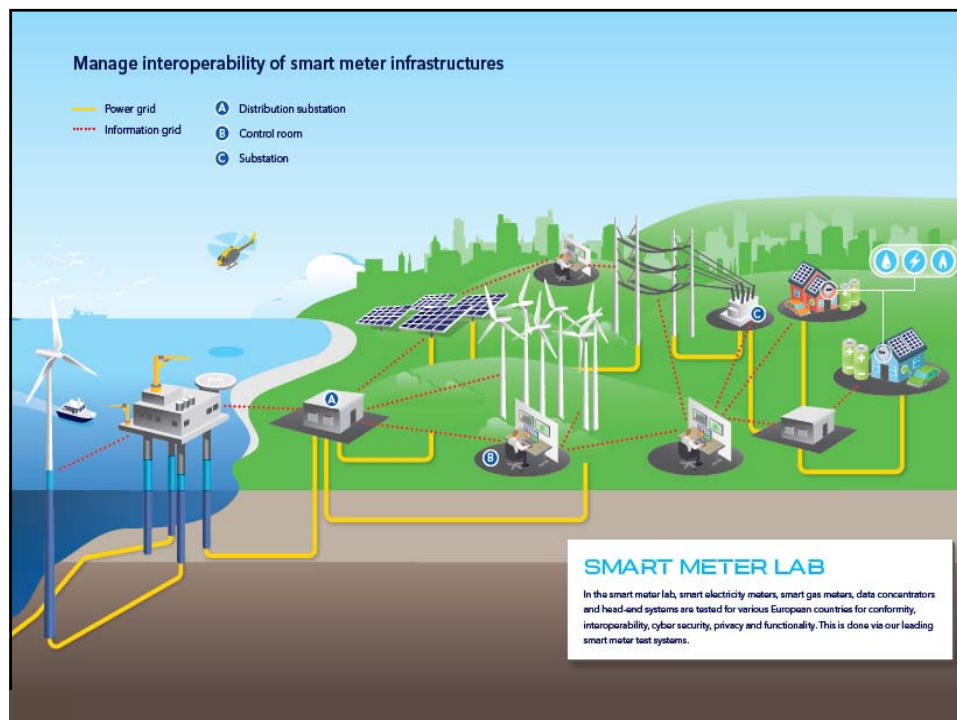 Manage interoperability of smart meter infrastructures
Power grid
Information grid
A Distribution substation
B Control room
C Substation
A
B
C
SMART METER LAB
In the smart meter lab, smart electricity meters, smart gas meters, data concentrators
and head-end systems are tested for various European countries for conformity,
interoperability, cyber security, privacy and functionality. This is done via our leading
smart meter test systems.